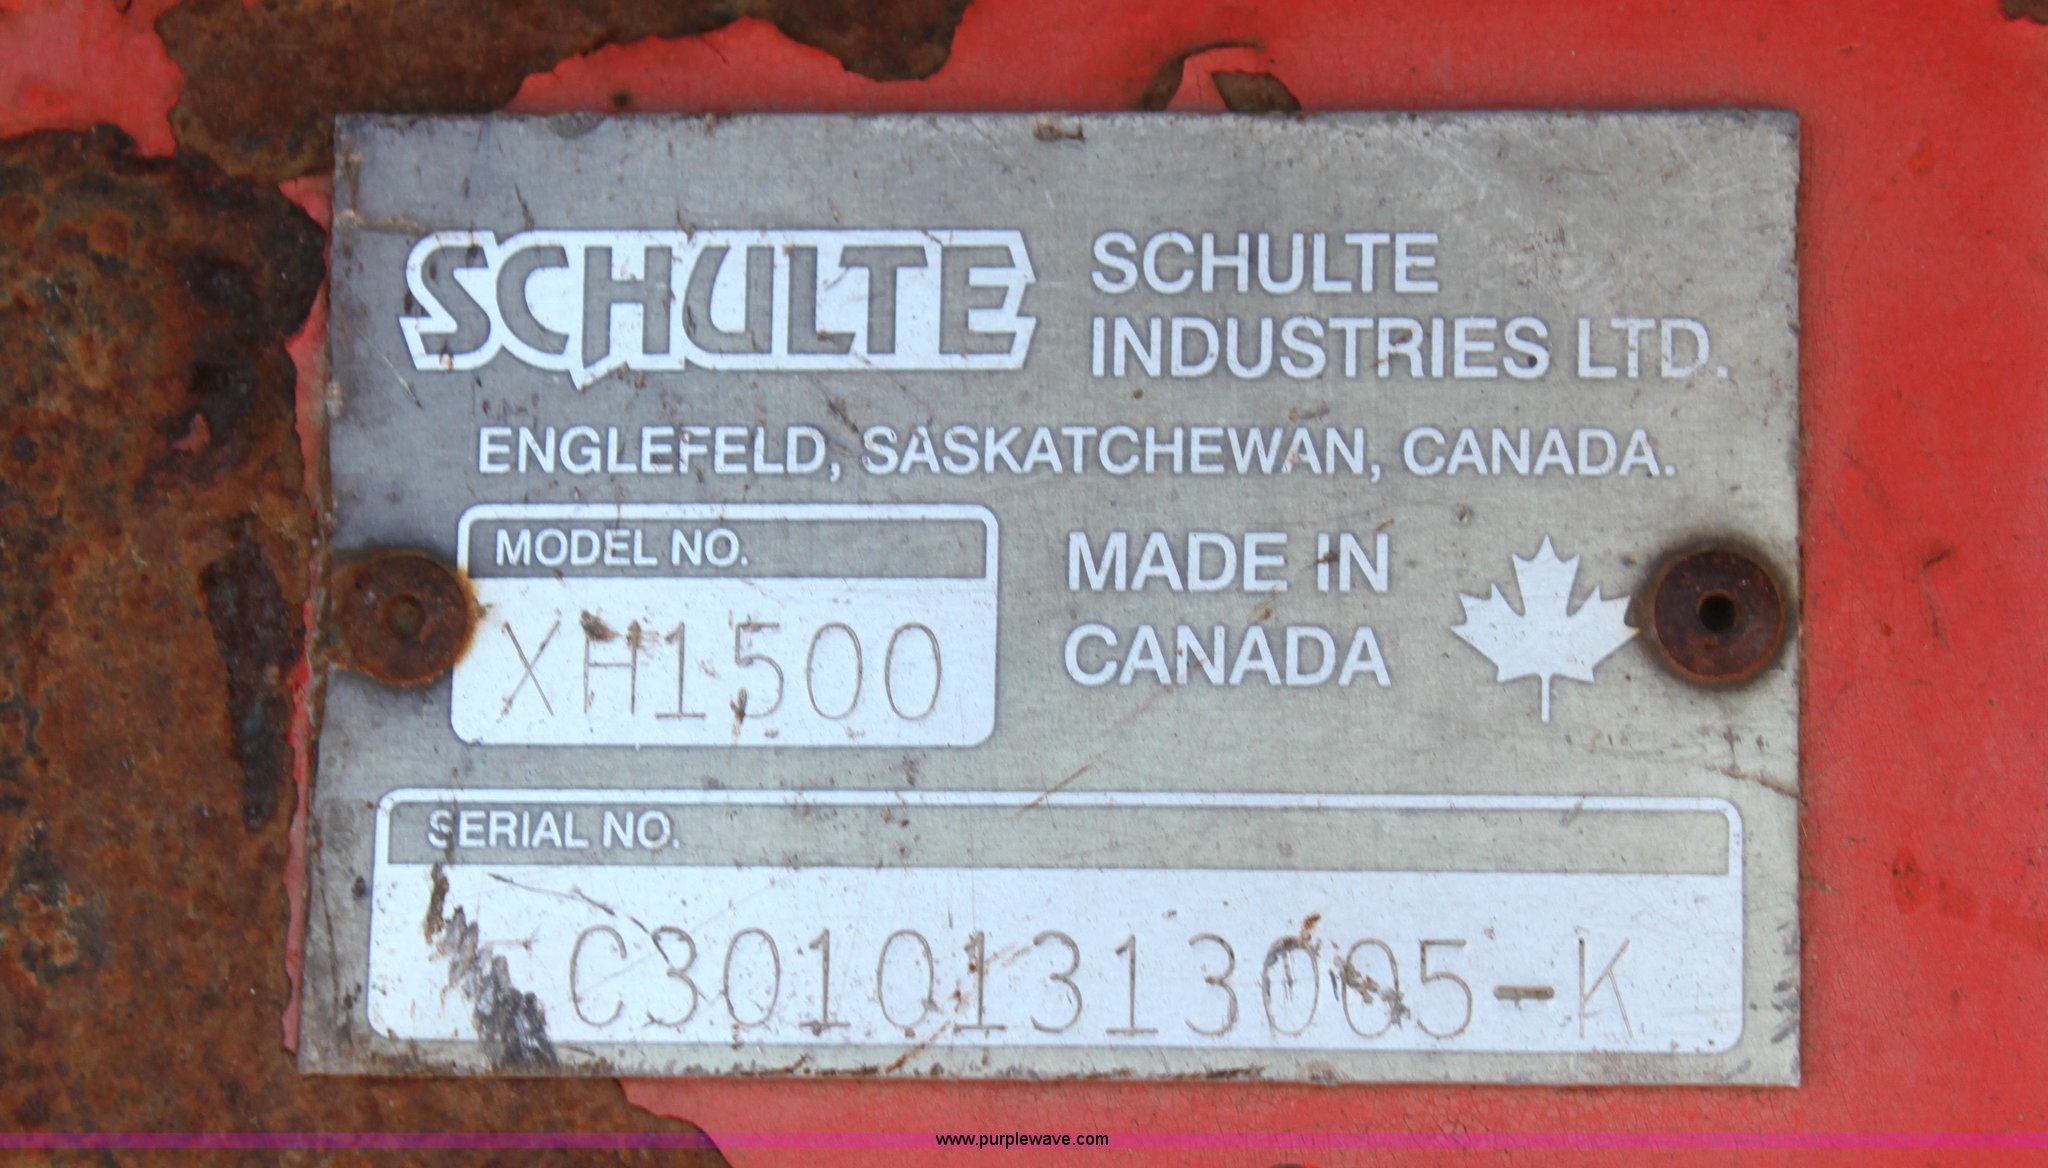 SCHULTE SCHULTE
INDUSTRIES LTD.
ENGLEFELD, SASKATCHEWAN, CANADA.
MODEL NO.
XH1500
MADE IN
CANADA
SERIAL NO.
C30101313005-K
www.purplewave.com